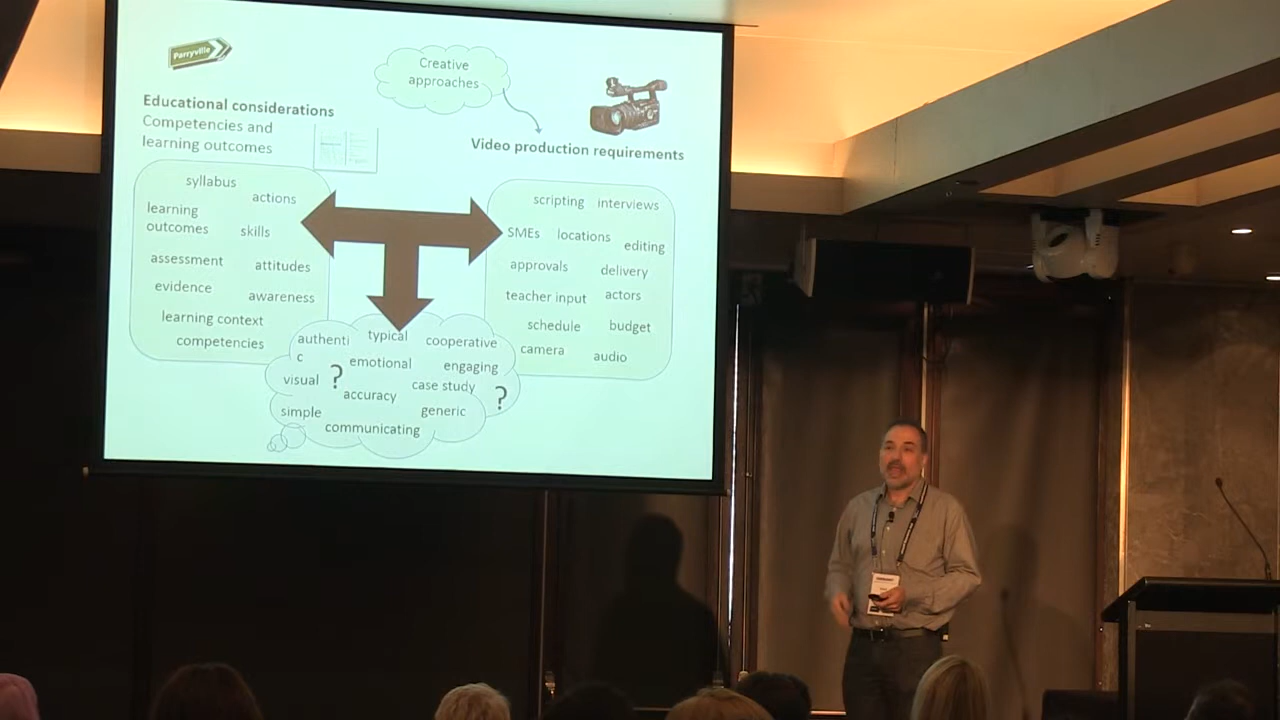 Parryville
Creative
approaches
Educational considerations
Competencies and
learning outcomes
Video production requirements
syllabus
actions
learning
outcomes
skills
assessment
attitudes
evidence
awareness
learning context
competencies
scripting
interviews
SMEs
locations
editing
approvals
delivery
teacher input
actors
schedule
budget
camera
audio
authenti
c
typical
cooperative
emotional
engaging
visual
?
case study
accuracy
?
simple
generic
communicating